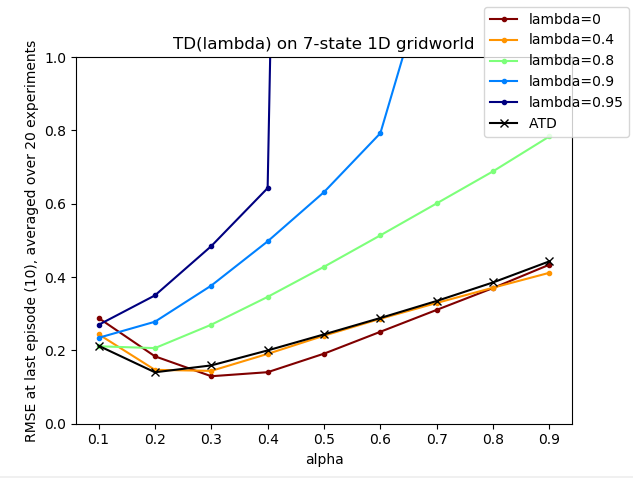 TD(lambda) on 7-state 1D gridworld
lambda=0
lambda=0.4
lambda=0.8
lambda=0.9
lambda=0.95
ATD
RMSE at last episode (10), averaged over 20 experiments
1.0
0.8
0.6
0.4
0.2
0.0
0.1 0.2 0.3 0.4 0.5 0.6 0.7 0.8 0.9
alpha